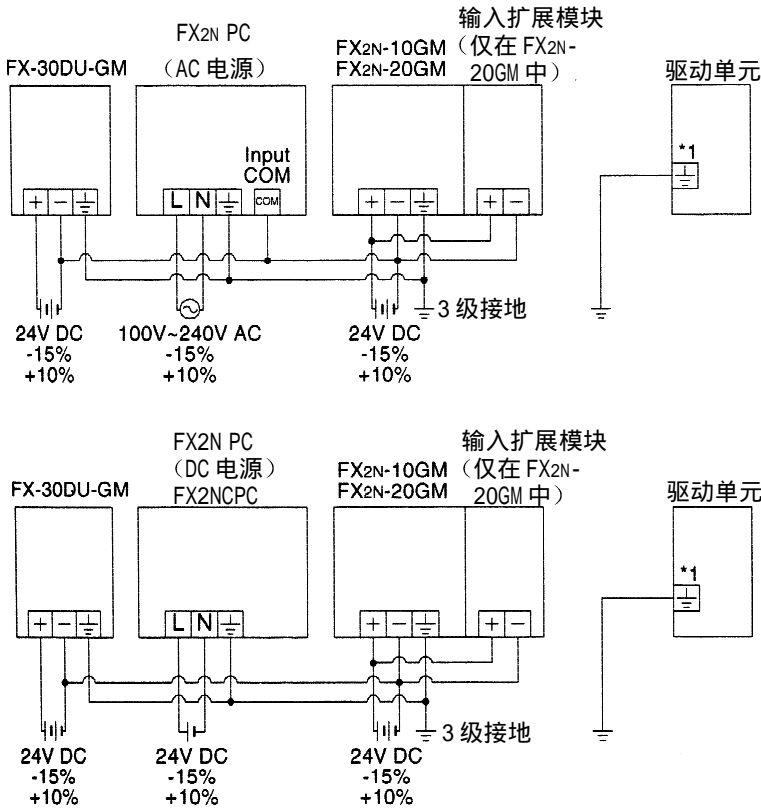 FX-30DU-GM
FX2N PC
（AC 电源）
FX2N-10GM
FX2N-20GM
输入扩展模块
（仅在 FX2N-
20GM 中）
驱动单元
Input
COM
*1
+ −
L N
COM
+ −
+ −
3 级接地
24V DC
-15%
+10%
100V~240V AC
-15%
+10%
24V DC
-15%
+10%
FX-30DU-GM
FX2N PC
（DC 电源）
FX2NCPC
FX2N-10GM
FX2N-20GM
输入扩展模块
（仅在 FX2N-
20GM 中）
驱动单元
*1
+ −
L N
+ −
+ −
3 级接地
24V DC
-15%
+10%
24V DC
-15%
+10%
24V DC
-15%
+10%